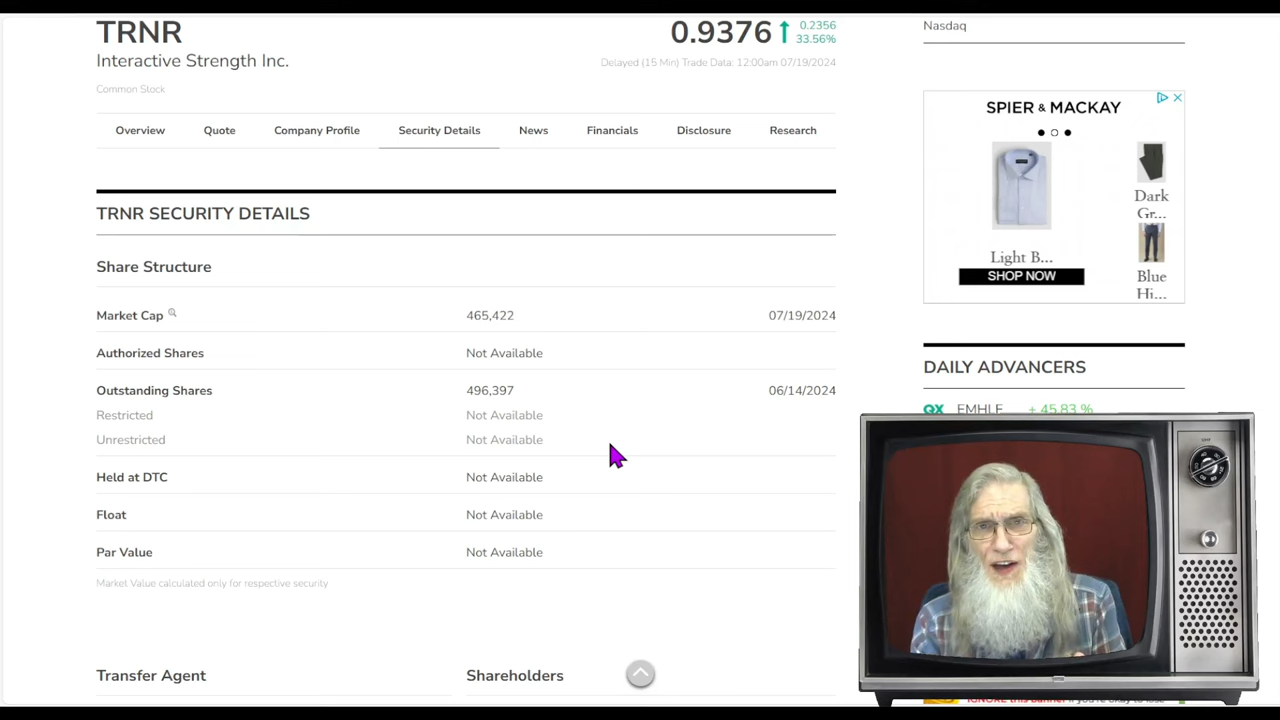 TRNR
0.9376
0.2356
33.56%
Interactive Strength Inc.
Delayed (15 Min) Trade Data: 12:00am 07/19/2024
Common Stock
Overview Quote Company Profile Security Details News Financials Disclosure Research
TRNR SECURITY DETAILS
Share Structure
Market Cap 465,422 07/19/2024
Authorized Shares Not Available
Outstanding Shares 496,397 06/14/2024
Restricted Not Available
Unrestricted Not Available
Held at DTC Not Available
Float Not Available
Par Value Not Available
Market Value calculated only for respective security
Transfer Agent Shareholders
Nasdaq
SPIER & MACKAY
Dark
Gr...
Light B...
SHOP NOW
Blue
Hi...
DAILY ADVANCERS
QX EMHLE + 45.83 %